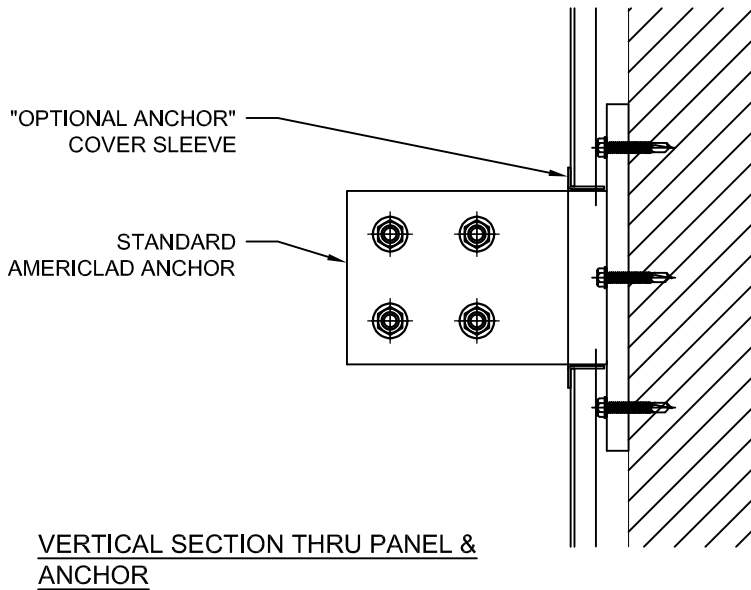 "OPTIONAL ANCHOR"
COVER SLEEVE
STANDARD
AMERICLAD ANCHOR
VERTICAL SECTION THRU PANEL &
ANCHOR